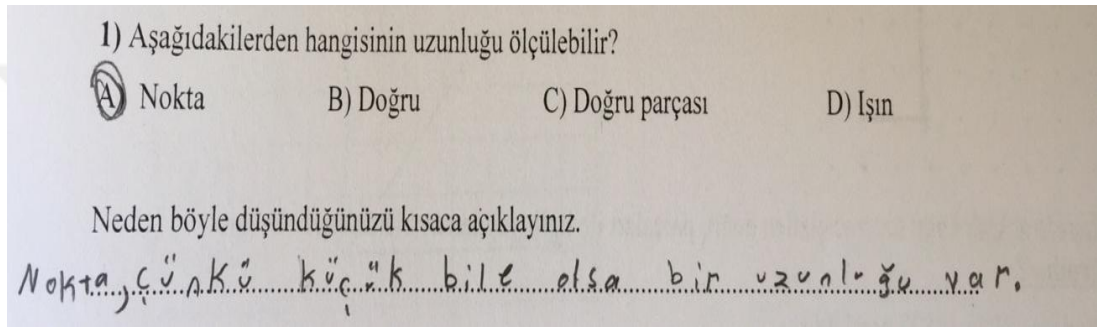 1) Aşağıdakilerden hangisinin uzunluğu ölçülebilir?
A) Nokta B) Doğru C) Doğru parçası D) Işın
Neden böyle düşündüğünüzü kısaca açıklayınız.
Nokta, çünkü küçük bile olsa bir uzunluğu var.